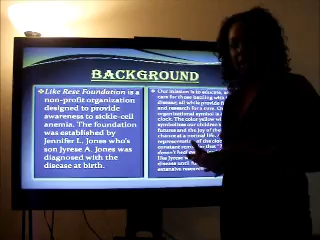 BACKGROUND
❖Like Rese Foundation is a
non-profit organization
designed to provide
awareness to sickle-cell
anemia. The foundation
was established by
Jennifer L. Jones who's
son Jyrese A. Jones was
diagnosed with the
disease at birth.
❖Our mission is to educate,
care for those battling with
disease; all while provide
and research for a cure.
organizational symbol is
clock. The color yellow
symbolizes our children's
futures and the joy of
chance at a normal life.
representation of the clock
constant reminder that
doesn't
like Jyrese
disease until
extensive research